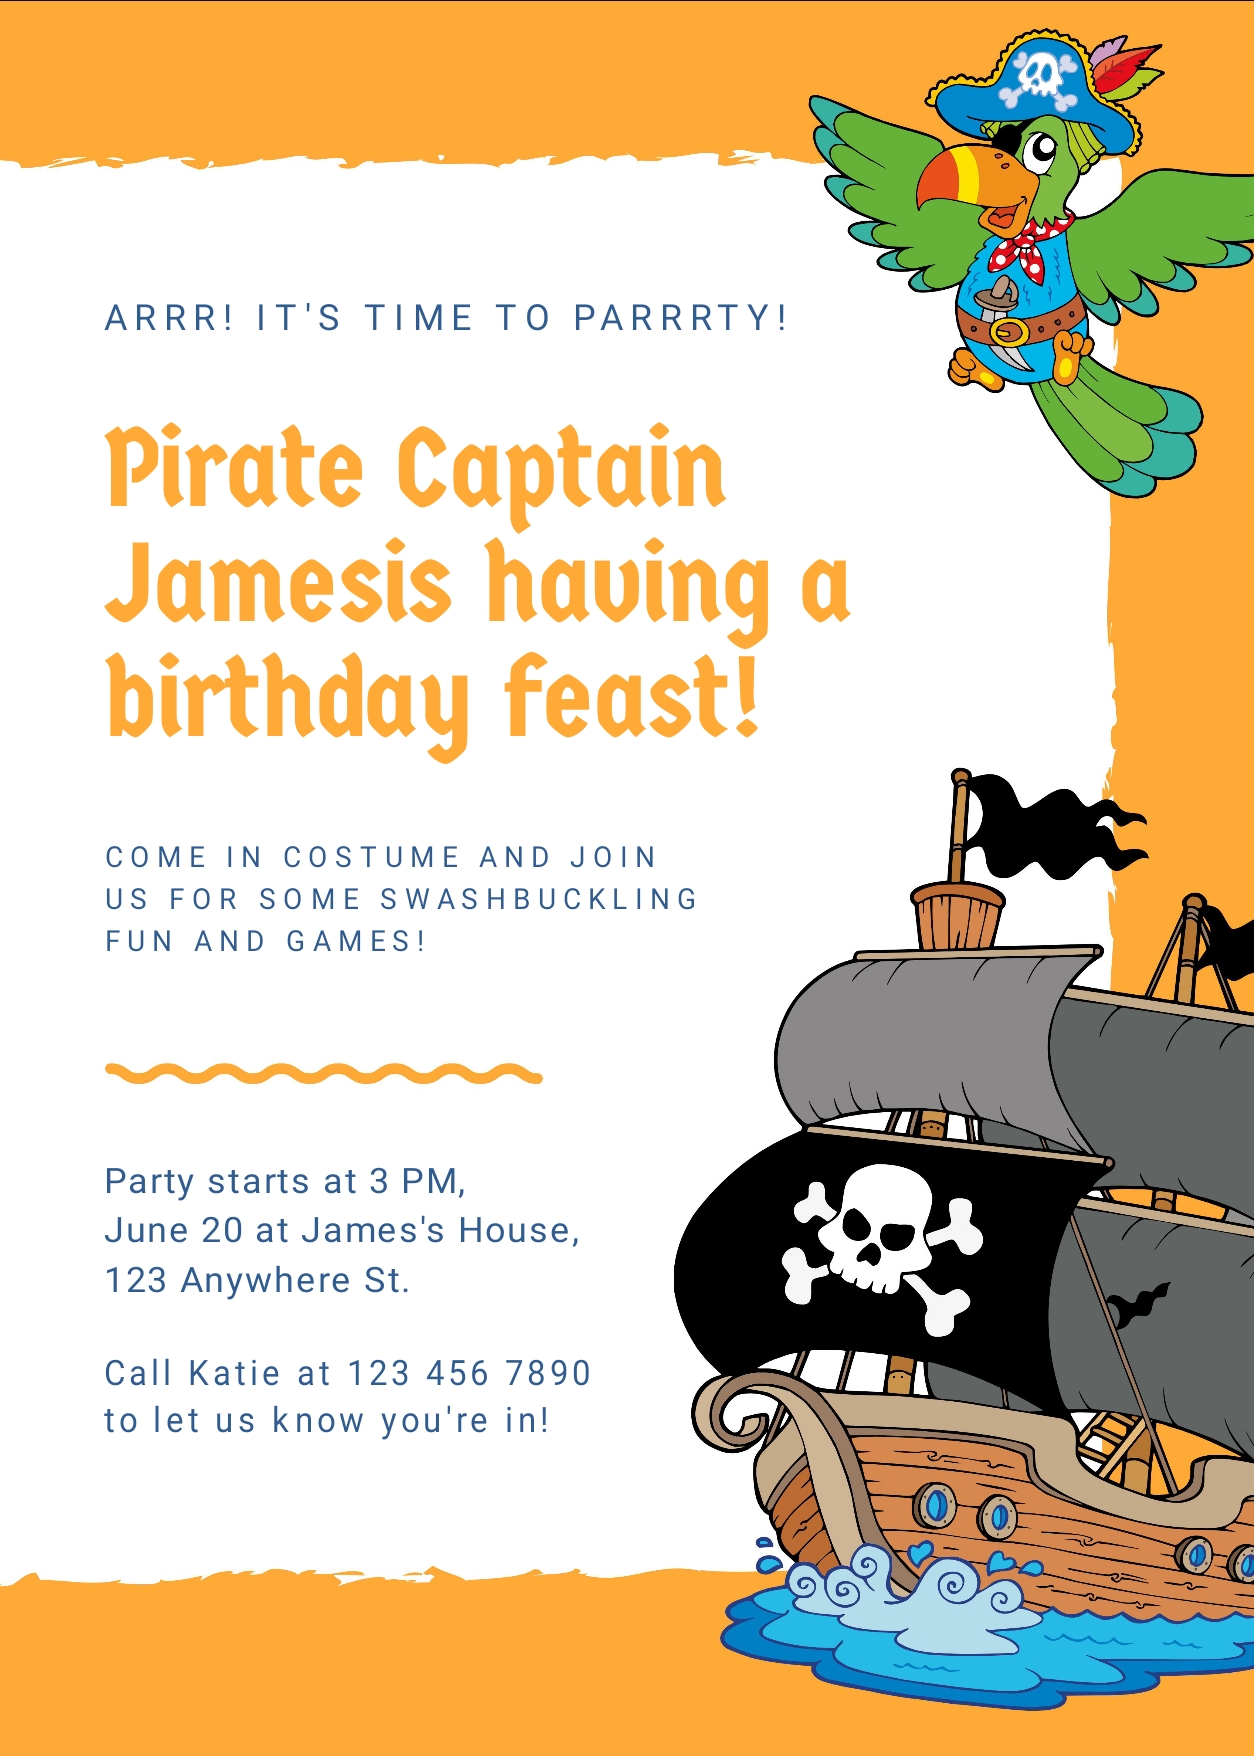 ARRR! IT'S TIME TO PARRRTY!
Pirate Captain
Jamesis having a
birthday feast!
COME IN COSTUME AND JOIN
US FOR SOME SWASHBUCKLING
FUN AND GAMES!
Party starts at 3 PM,
June 20 at James's House,
123 Anywhere St.
Call Katie at 123 456 7890
to let us know you're in!